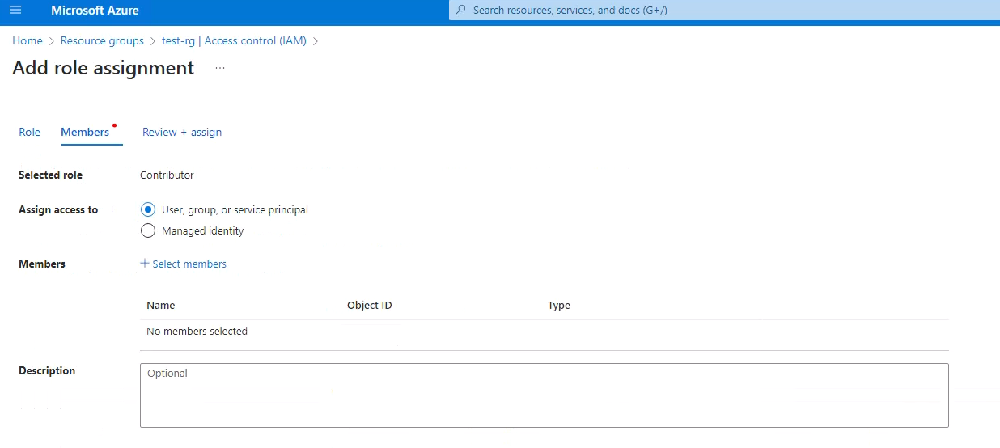 Microsoft Azure
Search resources, services, and docs (G+/)
Home > Resource groups > test-rg | Access control (IAM) >
Add role assignment ...
Role Members Review + assign
Selected role Contributor
Assign access to User, group, or service principal
Managed identity
Members + Select members
Name Object ID Type
No members selected
Description Optional